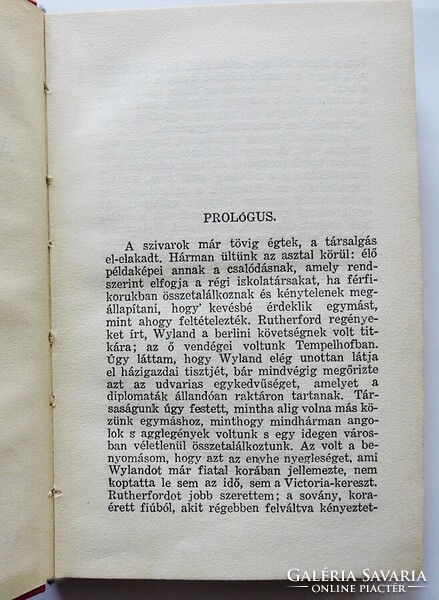 PROLÓGUS.
A szivarok már tövig égtek, a társalgás
el-elakadt. Hárman ültünk az asztal körül: élő
példaképei annak a csalódásnak, amely rend-
szerint elfogja a régi iskolatársakat, ha férfi-
korukban összetalálkoznak és kénytelenek meg-
állapítani, hogy kevésbé érdeklik egymást,
mint ahogy feltételezték. Rutherford regénye-
ket írt, Wyland a berlini követségnek volt tit-
kára; az ő vendégei voltunk Tempelhofban.
Úgy láttam, hogy Wyland elég unottan látja
el házigazdai tisztjét, bár mindvégig megőrizte
azt az udvarias egykedvűséget, amelyet a
diplomaták állandóan raktáron tartanak. Tár-
saságunk úgy festett, mintha alig volna más kö-
zünk egymáshoz, minthogy mindhárman ango-
lok s agglegények voltunk s egy idegen város-
ban véletlenül összetalálkoztunk. Az volt a be-
nyomásom, hogy azt az enyhe nyegleséget, ami
Wylandot már fiatal korában jellemezte, nem
koptatta le sem az idő, sem a Victoria-kereszt.
Rutherfordot jobb szerettem; a sovány, kora-
érett fiúból, akit régebben felváltva kényeztet-
GALÉRIA SAVARIA
ONLINE PIACTÉR